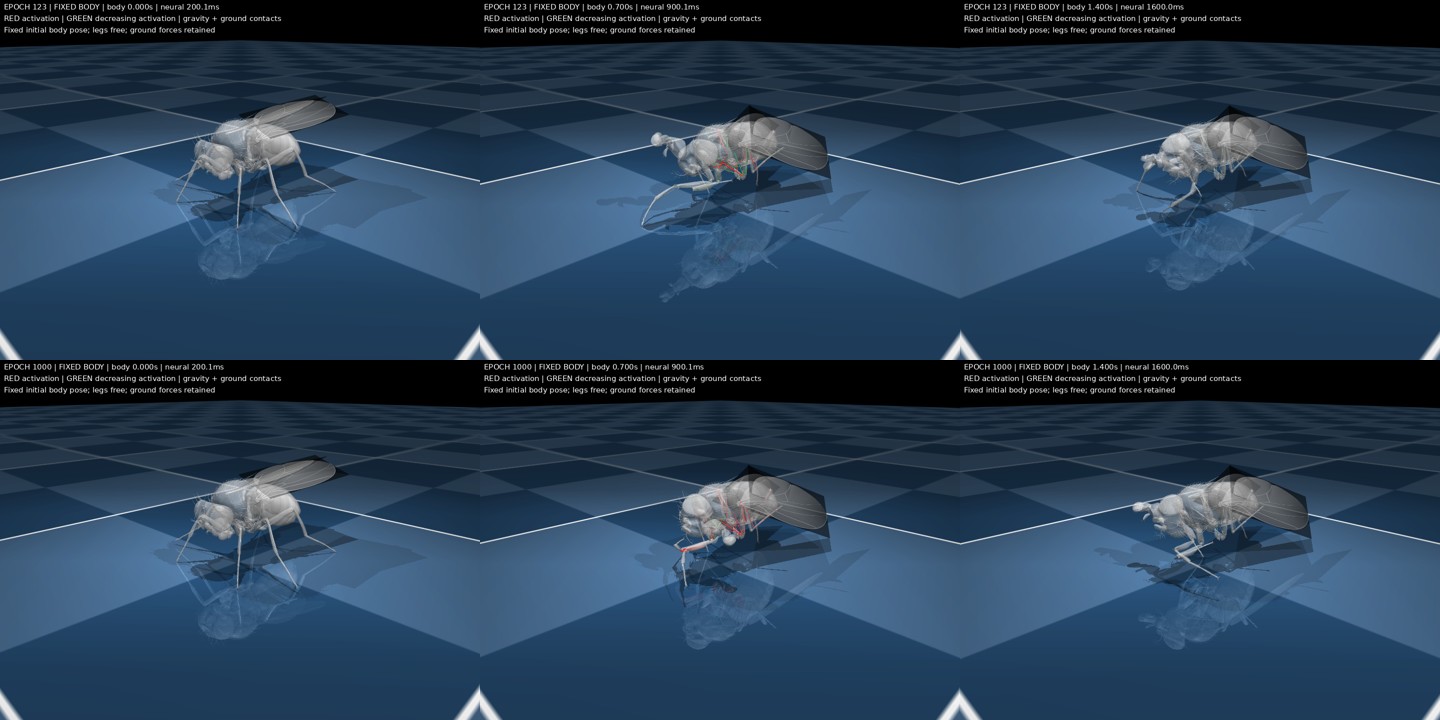 EPOCH 123 | FIXED BODY | body 0.000s | neural 200.1ms
RED activation | GREEN decreasing activation | gravity + ground contacts
Fixed initial body pose; legs free; ground forces retained
EPOCH 123 | FIXED BODY | body 0.700s | neural 900.1ms
RED activation | GREEN decreasing activation | gravity + ground contacts
Fixed initial body pose; legs free; ground forces retained
EPOCH 123 | FIXED BODY | body 1.400s | neural 1600.0ms
RED activation | GREEN decreasing activation | gravity + ground contacts
Fixed initial body pose; legs free; ground forces retained
EPOCH 1000 | FIXED BODY | body 0.000s | neural 200.1ms
RED activation | GREEN decreasing activation | gravity + ground contacts
Fixed initial body pose; legs free; ground forces retained
EPOCH 1000 | FIXED BODY | body 0.700s | neural 900.1ms
RED activation | GREEN decreasing activation | gravity + ground contacts
Fixed initial body pose; legs free; ground forces retained
EPOCH 1000 | FIXED BODY | body 1.400s | neural 1600.0ms
RED activation | GREEN decreasing activation | gravity + ground contacts
Fixed initial body pose; legs free; ground forces retained